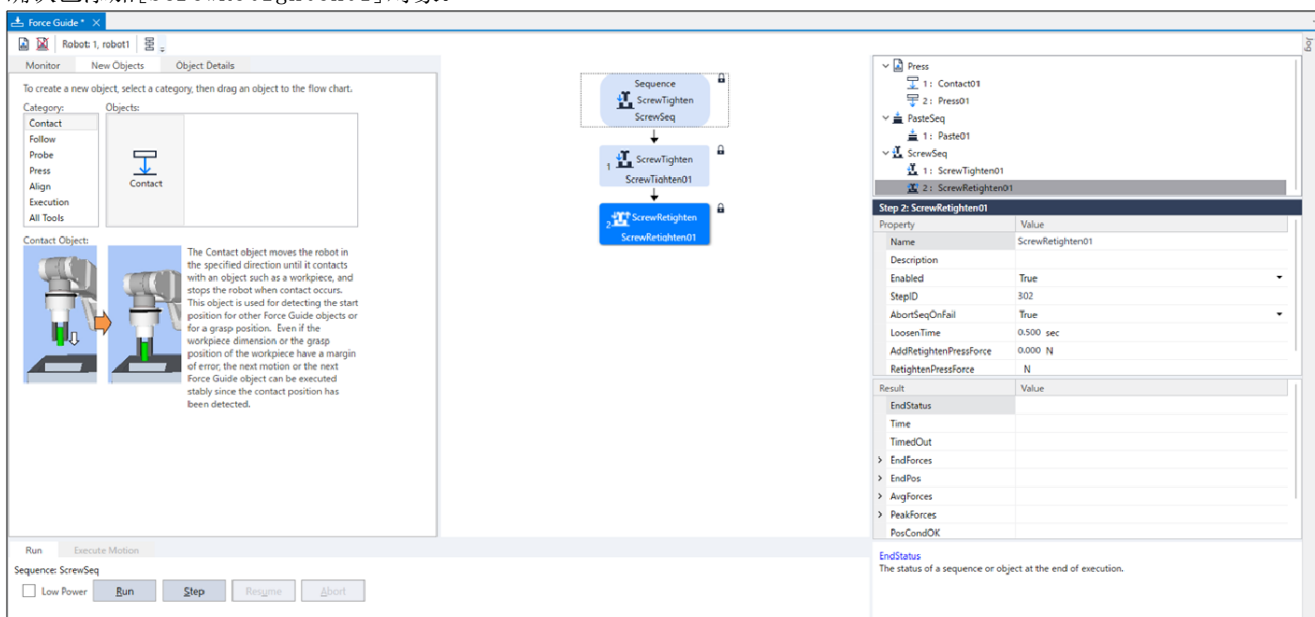 Force Guide *
Robot: 1, robot1
Jog
Monitor New Objects Object Details
To create a new object, select a category, then drag an object to the flow chart.
Category: Objects:
Contact
Follow
Probe
Press
Align
Execution
All Tools
Contact
Contact Object:
The Contact object moves the robot in
the specified direction until it contacts
with an object such as a workpiece, and
stops the robot when contact occurs.
This object is used for detecting the start
position for other Force Guide objects or
for a grasp position. Even if the
workpiece dimension or the grasp
position of the workpiece have a margin
of error, the next motion or the next
Force Guide object can be executed
stably since the contact position has
been detected.
Sequence
ScrewTighten
ScrewSeq
1 ScrewTighten
ScrewTighten01
2 ScrewRetighten
ScrewRetighten01
Press
1: Contact01
2: Press01
PasteSeq
1: Paste01
ScrewSeq
1: ScrewTighten01
2: ScrewRetighten01
Step 2: ScrewRetighten01
Property Value
Name ScrewRetighten01
Description
Enabled True
StepID 302
AbortSeqOnFail True
LoosenTime 0.500 sec
AddRetightenPressForce 0.000 N
RetightenPressForce N
Result Value
EndStatus
Time
TimedOut
EndForces
EndPos
AvgForces
PeakForces
PosCondOK
EndStatus
The status of a sequence or object at the end of execution.
Run Execute Motion
Sequence: ScrewSeq
Low Power Run Step Resume Abort